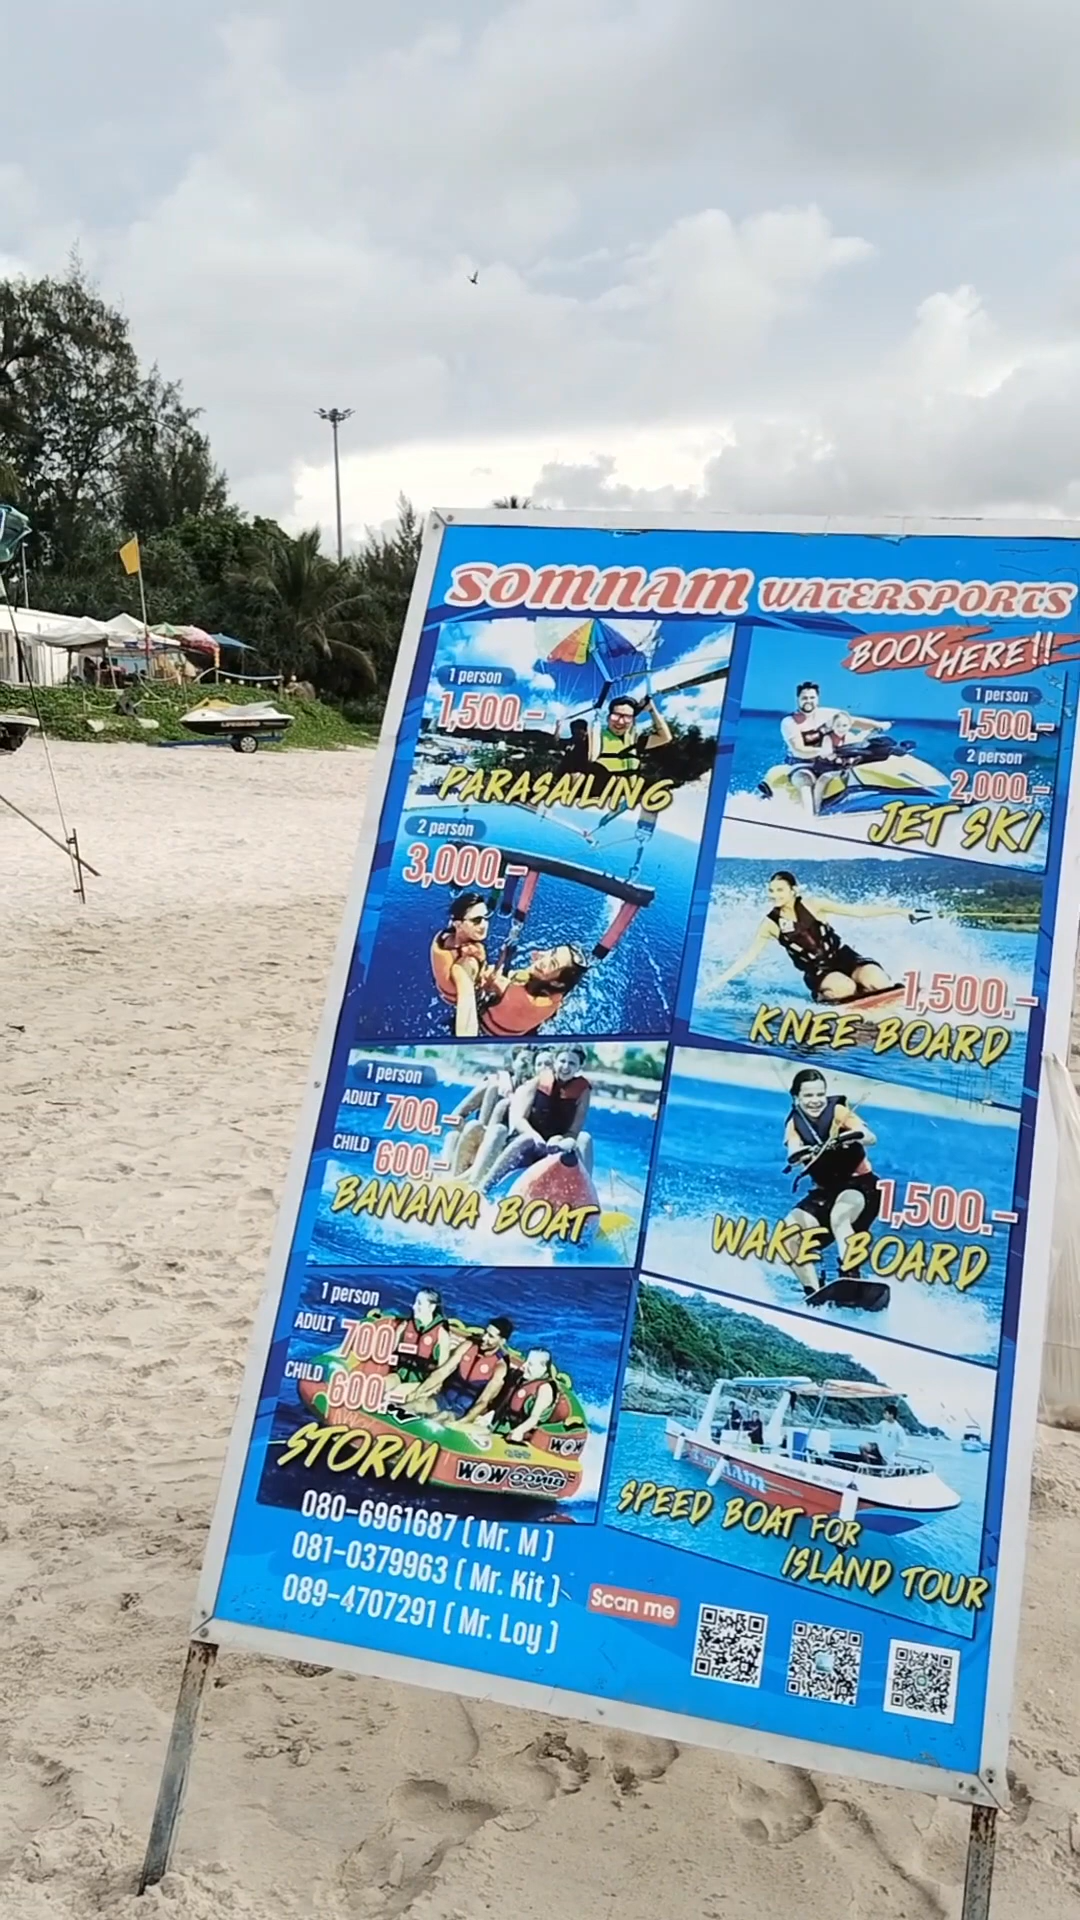 SOMNAM WATERSPORTS
BOOK HERE!!
1 person
1,500.-
PARASAILING
2 person
3,000.-
1 person
1,500.-
2 person
2,000.-
JET SKI
1,500.-
KNEE BOARD
1 person
ADULT 700.-
CHILD 600.-
BANANA BOAT
1,500.-
WAKE BOARD
1 person
ADULT 700.-
CHILD 600.-
STORM
WOW
WOW
SPEED BOAT FOR
ISLAND TOUR
080-6961687 ( Mr. M )
081-0379963 ( Mr. Kit )
089-4707291 ( Mr. Loy )
Scan me